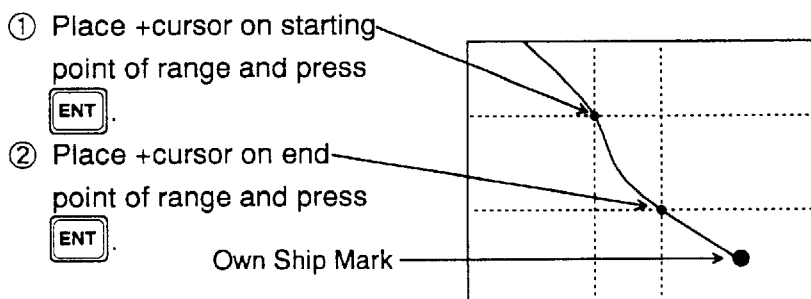 ① Place +cursor on starting
point of range and press
ENT.
② Place +cursor on end
point of range and press
ENT.
Own Ship Mark